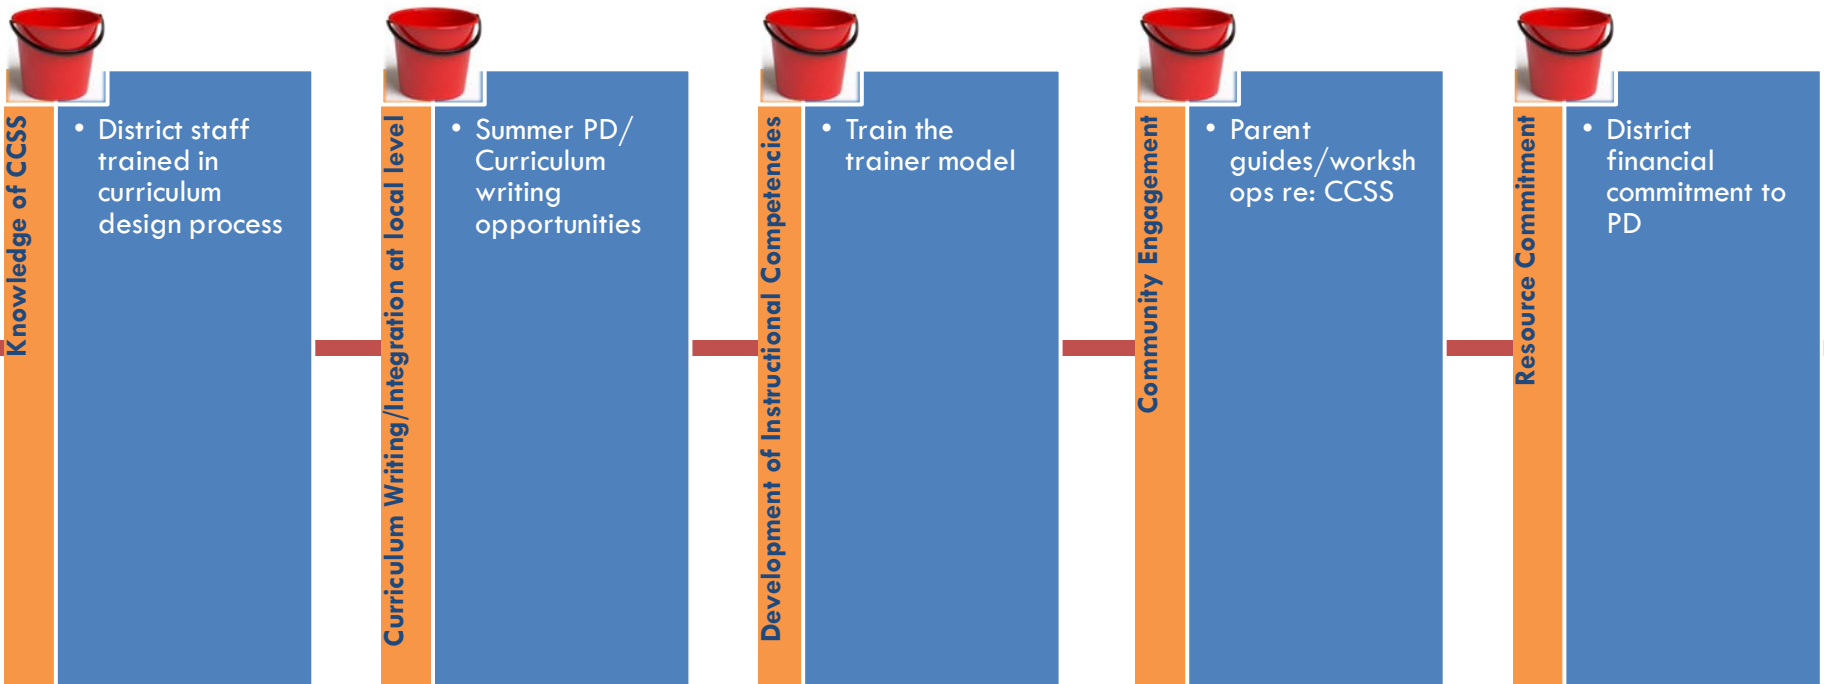 Knowledge of CCSS
• District staff
trained in
curriculum
design process
Curriculum Writing/Integration at local level
• Summer PD/
Curriculum
writing
opportunities
Development of Instructional Competencies
• Train the
trainer model
Community Engagement
• Parent
guides/worksh
ops re: CCSS
Resource Commitment
• District
financial
commitment to
PD